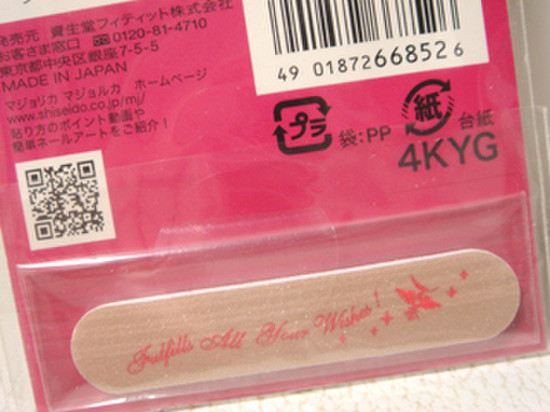 発売元 資生堂フィティット株式会社
お客さま窓口 0120-81-4710
東京都中央区銀座7-5-5
MADE IN JAPAN
マジョリカ マジョルカ ホームページ
www.shiseido.co.jp/mj/
貼り方のポイント動画や
簡単ネールアートをご紹介！
49 01872 668526
プラ
袋:PP
紙
台紙
4KYG
Fulfills All Your Wishes!